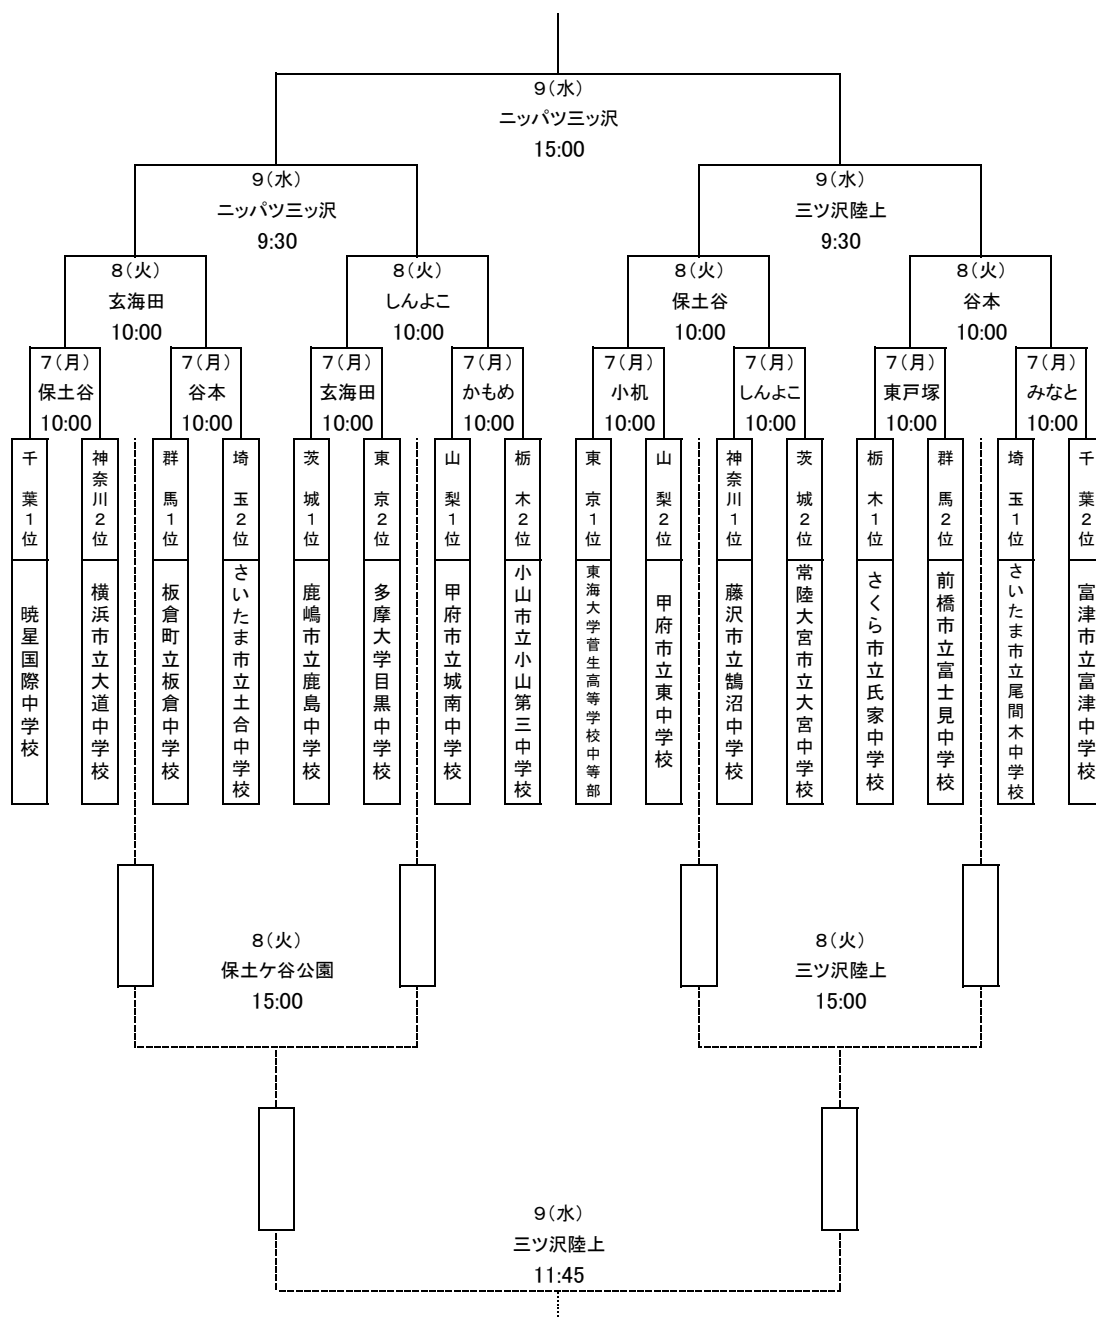 ９（水）
ニッパツ三ッ沢
15:00
９（水）
ニッパツ三ッ沢
9:30
９（水）
三ツ沢陸上
9:30
８（火）
玄海田
10:00
８（火）
しんよこ
10:00
８（火）
保土谷
10:00
８（火）
谷本
10:00
７（月）
保土谷
10:00
７（月）
谷本
10:00
７（月）
玄海田
10:00
７（月）
かもめ
10:00
７（月）
小机
10:00
７（月）
しんよこ
10:00
７（月）
東戸塚
10:00
７（月）
みなと
10:00
千葉１位
暁星国際中学校
神奈川２位
横浜市立大道中学校
群馬１位
板倉町立板倉中学校
埼玉２位
さいたま市立土合中学校
茨城１位
鹿嶋市立鹿島中学校
東京２位
多摩大学目黒中学校
山梨１位
甲府市立城南中学校
栃木２位
小山市立小山第三中学校
東京１位
東海大学菅生高等学校中等部
山梨２位
甲府市立東中学校
神奈川１位
藤沢市立鵠沼中学校
茨城２位
常陸大宮市立大宮中学校
栃木１位
さくら市立氏家中学校
群馬２位
前橋市立富士見中学校
埼玉１位
さいたま市立尾間木中学校
千葉２位
富津市立富津中学校
８（火）
保土ケ谷公園
15:00
８（火）
三ツ沢陸上
15:00
９（水）
三ツ沢陸上
11:45